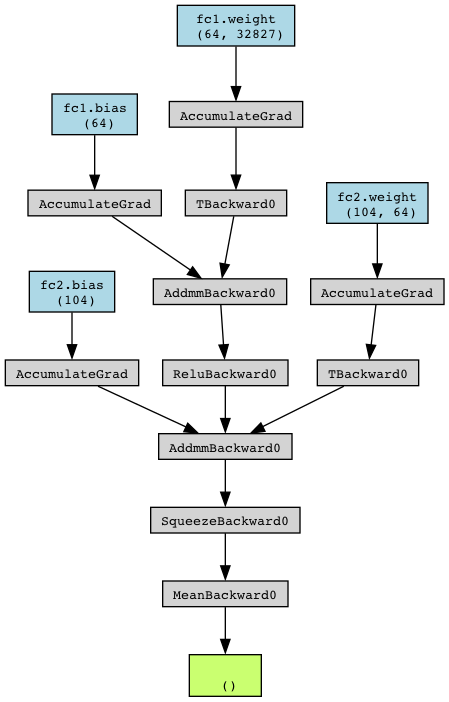 fc1.weight
(64, 32827)
AccumulateGrad
fc1.bias
(64)
AccumulateGrad
TBackward0
fc2.weight
(104, 64)
fc2.bias
(104)
AddmmBackward0
AccumulateGrad
AccumulateGrad
ReluBackward0
TBackward0
AddmmBackward0
SqueezeBackward0
MeanBackward0
()